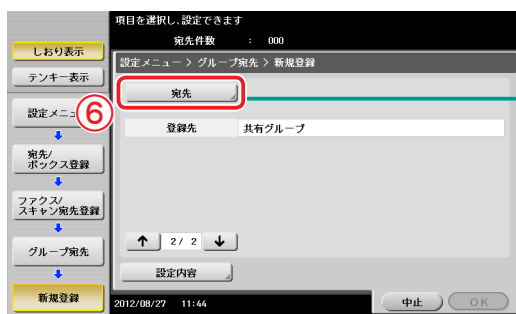 項目を選択し､設定できます
宛先件数 : 000
しおり表示
テンキー表示
設定メニュー > グループ宛先 > 新規登録
宛先
⑥
設定メニ
宛先/
ボックス登録
ファクス/
スキャン宛先登録
グループ宛先
新規登録
登録先 共有グループ
↑ 2/ 2 ↓
設定内容
2012/08/27 11:44
中止
OK